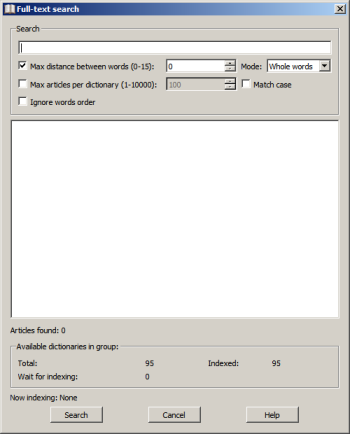 Full-text search
Search
Max distance between words (0-15): 0 Mode: Whole words
Max articles per dictionary (1-10000): 100 Match case
Ignore words order
Articles found: 0
Available dictionaries in group:
Total: 95 Indexed: 95
Wait for indexing: 0
Now indexing: None
Search Cancel Help